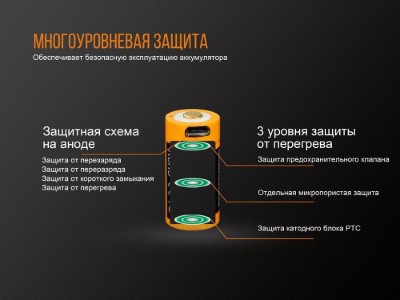 МНОГОУРОВНЕВАЯ ЗАЩИТА
Обеспечивает безопасную эксплуатацию аккумулятора
Защитная схема
на аноде
Защита от перезаряда
Защита от переразряда
Защита от короткого замыкания
Защита от перегрева
3 уровня защиты
от перегрева
Защита предохранительного клапана
Отдельная микропористая защита
Защита катодного блока PTC